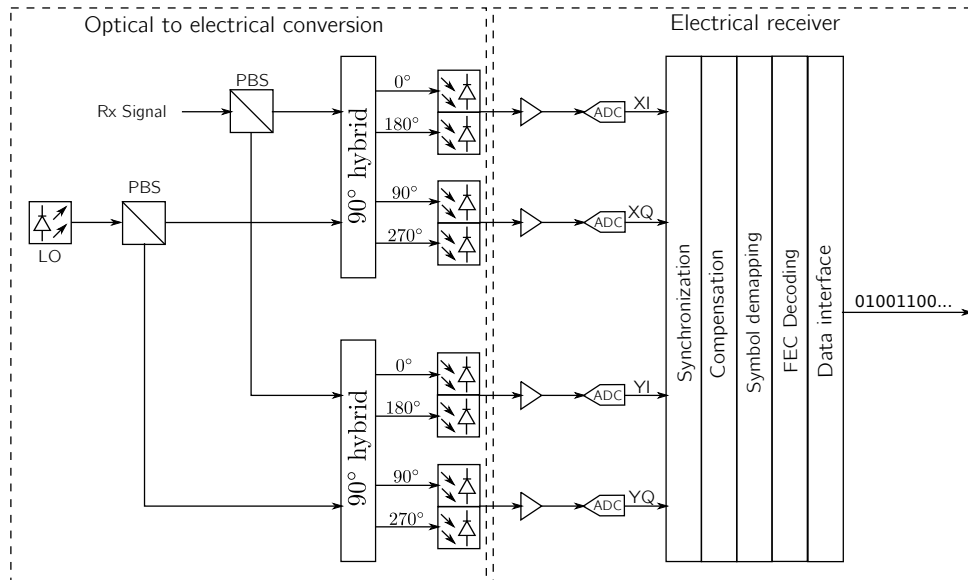 Optical to electrical conversion
Electrical receiver
PBS
Rx Signal
PBS
LO
90° hybrid
0°
180°
90°
270°
90° hybrid
0°
180°
90°
270°
ADC
XI
ADC
XQ
ADC
YI
ADC
YQ
Synchronization
Compensation
Symbol demapping
FEC Decoding
Data interface
01001100...